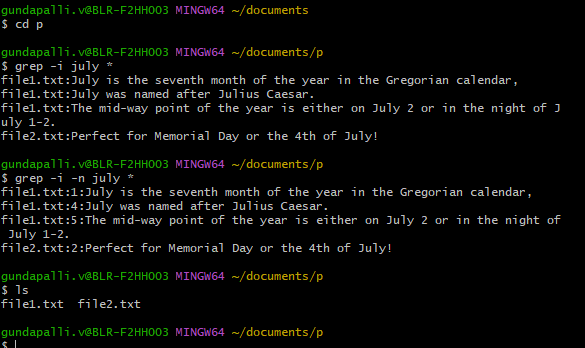 gundapalli.v@BLR-F2HHOO3 MINGW64 ~/documents
$ cd p
gundapalli.v@BLR-F2HHOO3 MINGW64 ~/documents/p
$ grep -i july *
file1.txt:July is the seventh month of the year in the Gregorian calendar,
file1.txt:July was named after Julius Caesar.
file1.txt:The mid-way point of the year is either on July 2 or in the night of J
uly 1-2.
file2.txt:Perfect for Memorial Day or the 4th of July!
gundapalli.v@BLR-F2HHOO3 MINGW64 ~/documents/p
$ grep -i -n july *
file1.txt:1:July is the seventh month of the year in the Gregorian calendar,
file1.txt:4:July was named after Julius Caesar.
file1.txt:5:The mid-way point of the year is either on July 2 or in the night of
 July 1-2.
file2.txt:2:Perfect for Memorial Day or the 4th of July!
gundapalli.v@BLR-F2HHOO3 MINGW64 ~/documents/p
$ ls
file1.txt  file2.txt
gundapalli.v@BLR-F2HHOO3 MINGW64 ~/documents/p
$